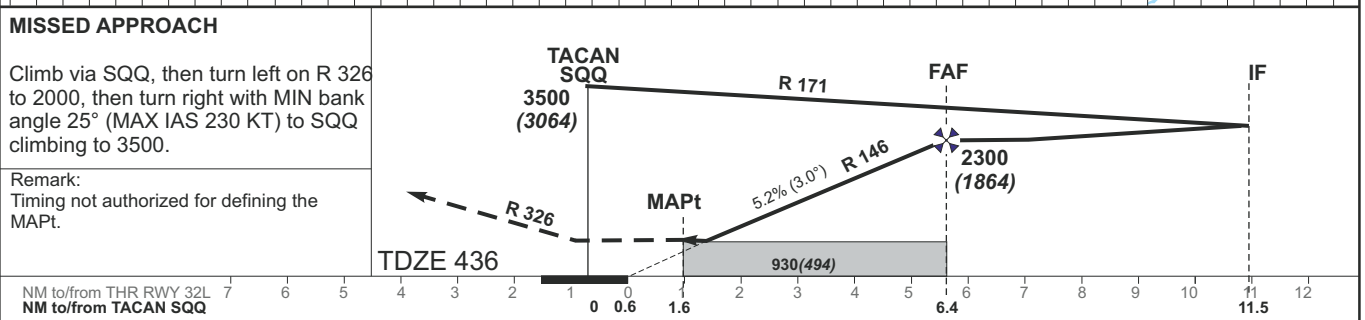 MISSED APPROACH
Climb via SQQ, then turn left on R 326
to 2000, then turn right with MIN bank
angle 25° (MAX IAS 230 KT) to SQQ
climbing to 3500.
Remark:
Timing not authorized for defining the
MAPt.
TACAN
SQQ
3500
(3064)
R 171
FAF
IF
2300
(1864)
R 146
5.2% (3.0°)
MAPt
R 326
TDZE 436
930(494)
NM to/from THR RWY 32L 7 6 5 4 3 2 1 0 1 2 3 4 5 6 7 8 9 10 11 12
NM to/from TACAN SQQ 0 0.6 1.6 6.4 11.5